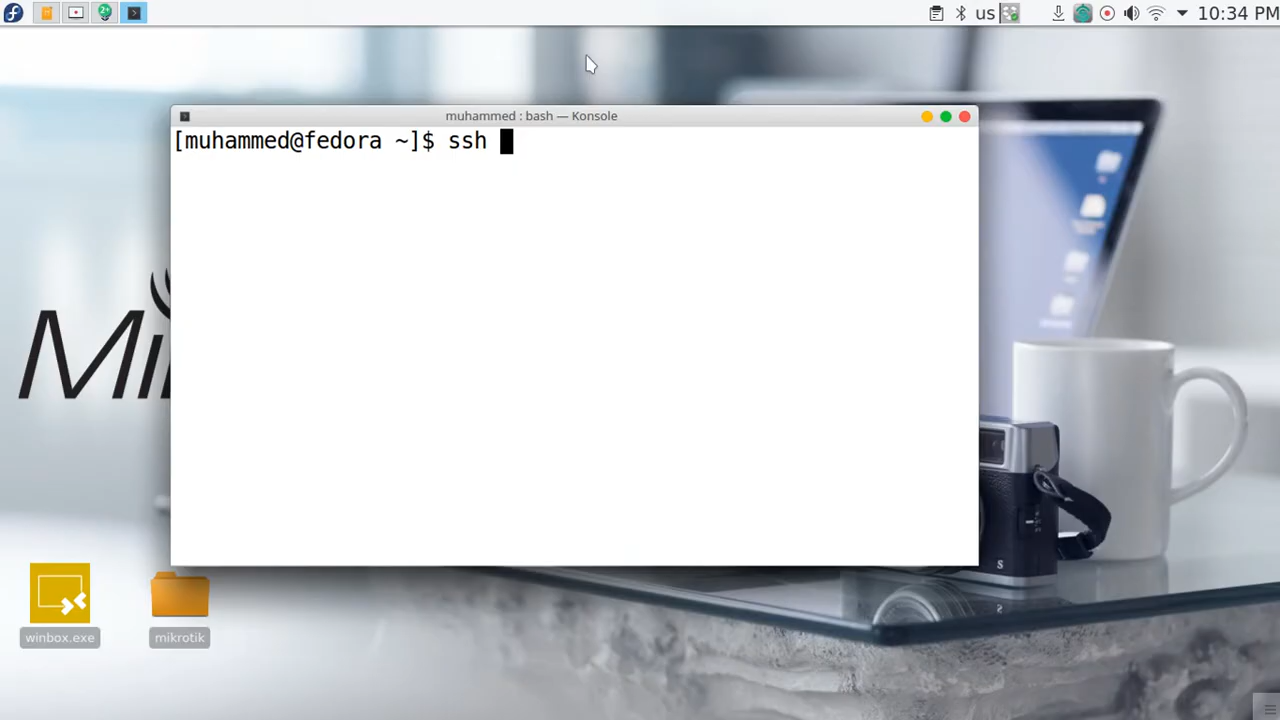 us
10:34 PM
muhammed : bash — Konsole
[muhammed@fedora ~]$ ssh
winbox.exe
mikrotik